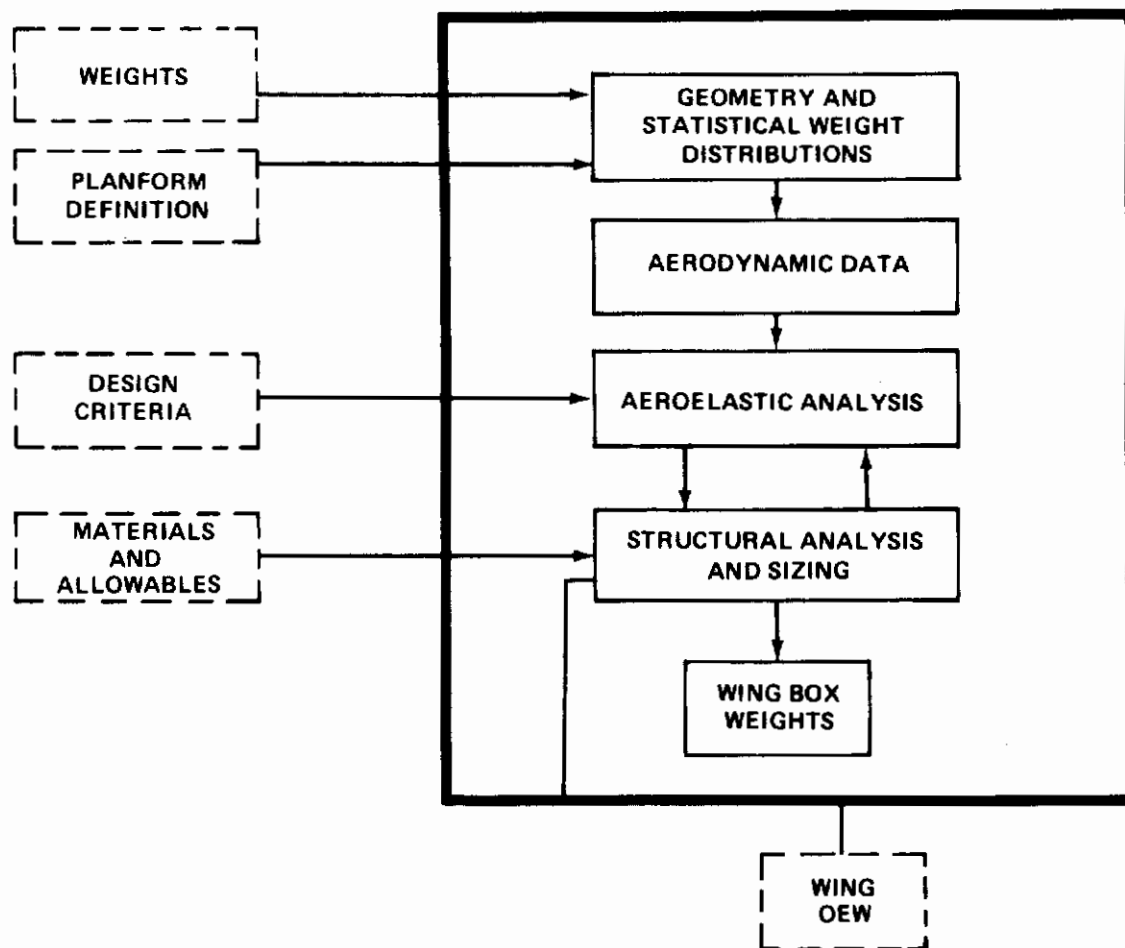 WEIGHTS
PLANFORM
DEFINITION
DESIGN
CRITERIA
MATERIALS
AND
ALLOWABLES
GEOMETRY AND
STATISTICAL WEIGHT
DISTRIBUTIONS
AERODYNAMIC DATA
AEROELASTIC ANALYSIS
STRUCTURAL ANALYSIS
AND SIZING
WING BOX
WEIGHTS
WING
OEW